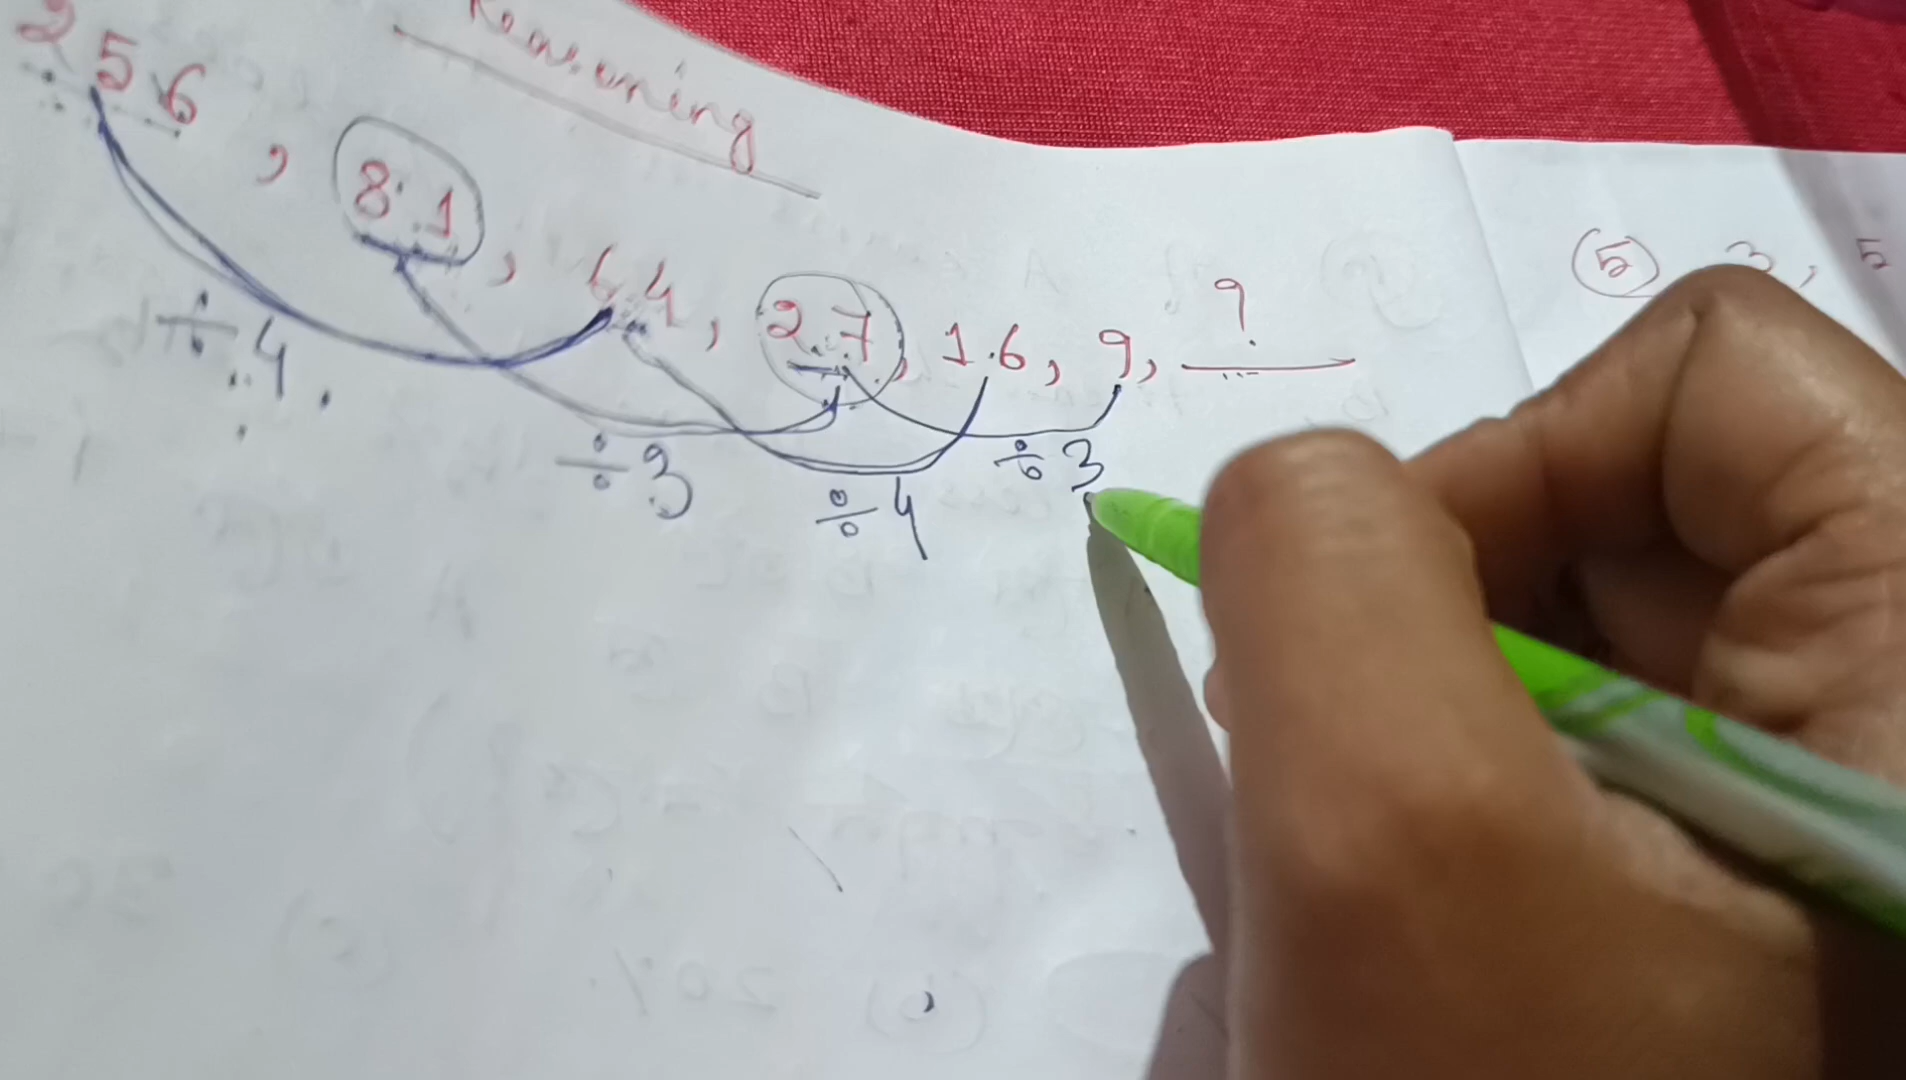 Reasoning
256, 81, 64, 27, 16, 9, ?
÷4.
÷3
÷4
÷3
5 3, 5